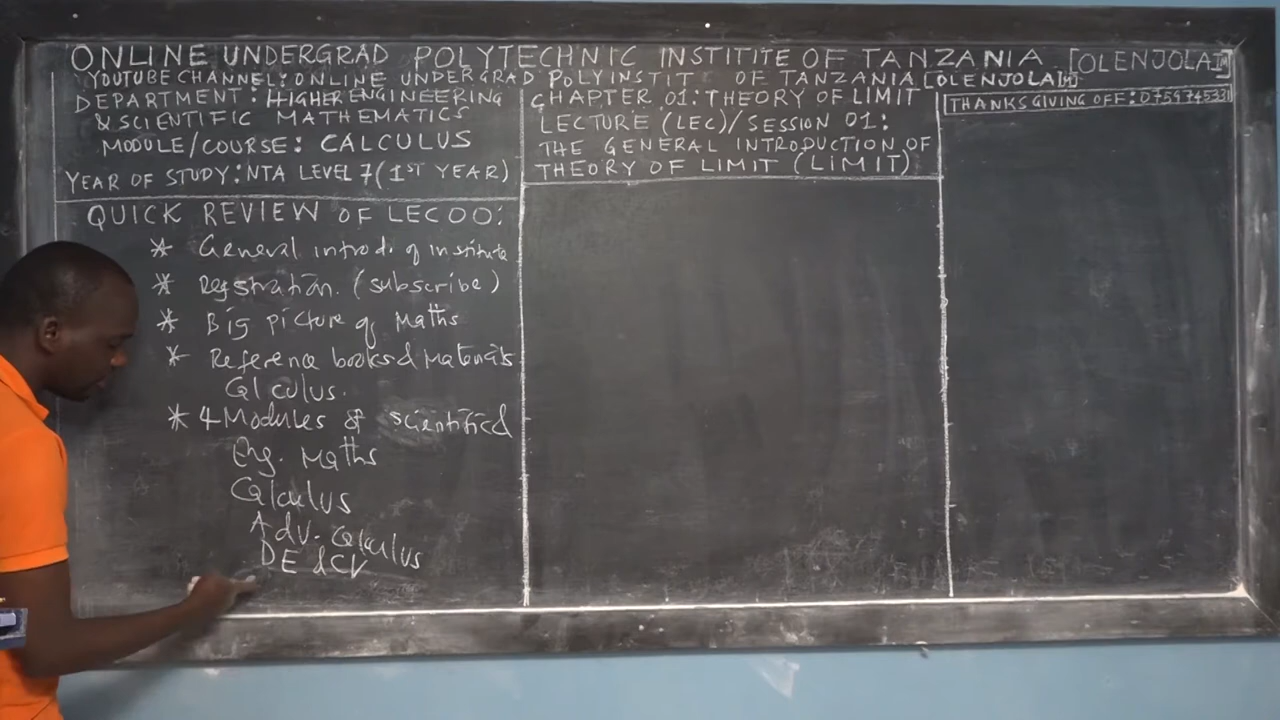 ONLINE UNDERGRAD POLYTECHNIC INSTITITE OF TANZANIA [OLENJOLA™]
YOUTUBE CHANNEL: ONLINE UNDERGRAD POLYINSTIT OF TANZANIA [OLENJOLA™]
DEPARTMENT: HIGHER ENGINEERING
& SCIENTIFIC MATHEMATICS
MODULE/COURSE: CALCULUS
YEAR OF STUDY: NTA LEVEL 7 (1ST YEAR)
QUICK REVIEW OF LEC00:
* General introd. of institute
* Registration. (subscribe)
* Big picture of Maths
* Reference books & Materials
Calculus.
* 4 Modules of scientific &
Eng. Maths
Calculus
Adv. Calculus
DE & CV
CHAPTER 01: THEORY OF LIMIT
LECTURE (LEC)/SESSION 01:
THE GENERAL INTRODUCTION OF
THEORY OF LIMIT (LIMIT)
THANKS GIVING OFF: 0759745331